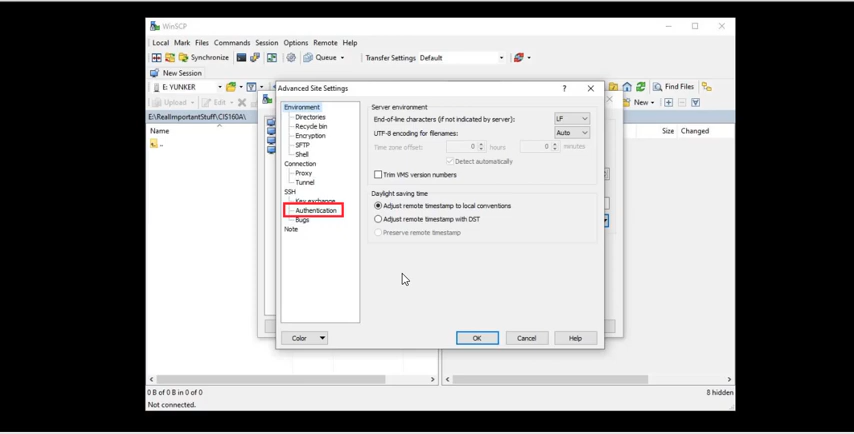 WinSCP
Local Mark Files Commands Session Options Remote Help
Synchronize Queue Transfer Settings Default
New Session
E: YUNKER Find Files
Upload Edit New
E:\RealImportantStuff\CIS160A\
Name Size Changed
..
Advanced Site Settings ?
Environment
Directories
Recycle bin
Encryption
SFTP
Shell
Connection
Proxy
Tunnel
SSH
Key exchange
Authentication
Bugs
Note
Server environment
End-of-line characters (if not indicated by server): LF
UTF-8 encoding for filenames: Auto
Time zone offset: 0 hours 0 minutes
Detect automatically
Trim VMS version numbers
Daylight saving time
Adjust remote timestamp to local conventions
Adjust remote timestamp with DST
Preserve remote timestamp
Color OK Cancel Help
0 B of 0 B in 0 of 0 8 hidden
Not connected.